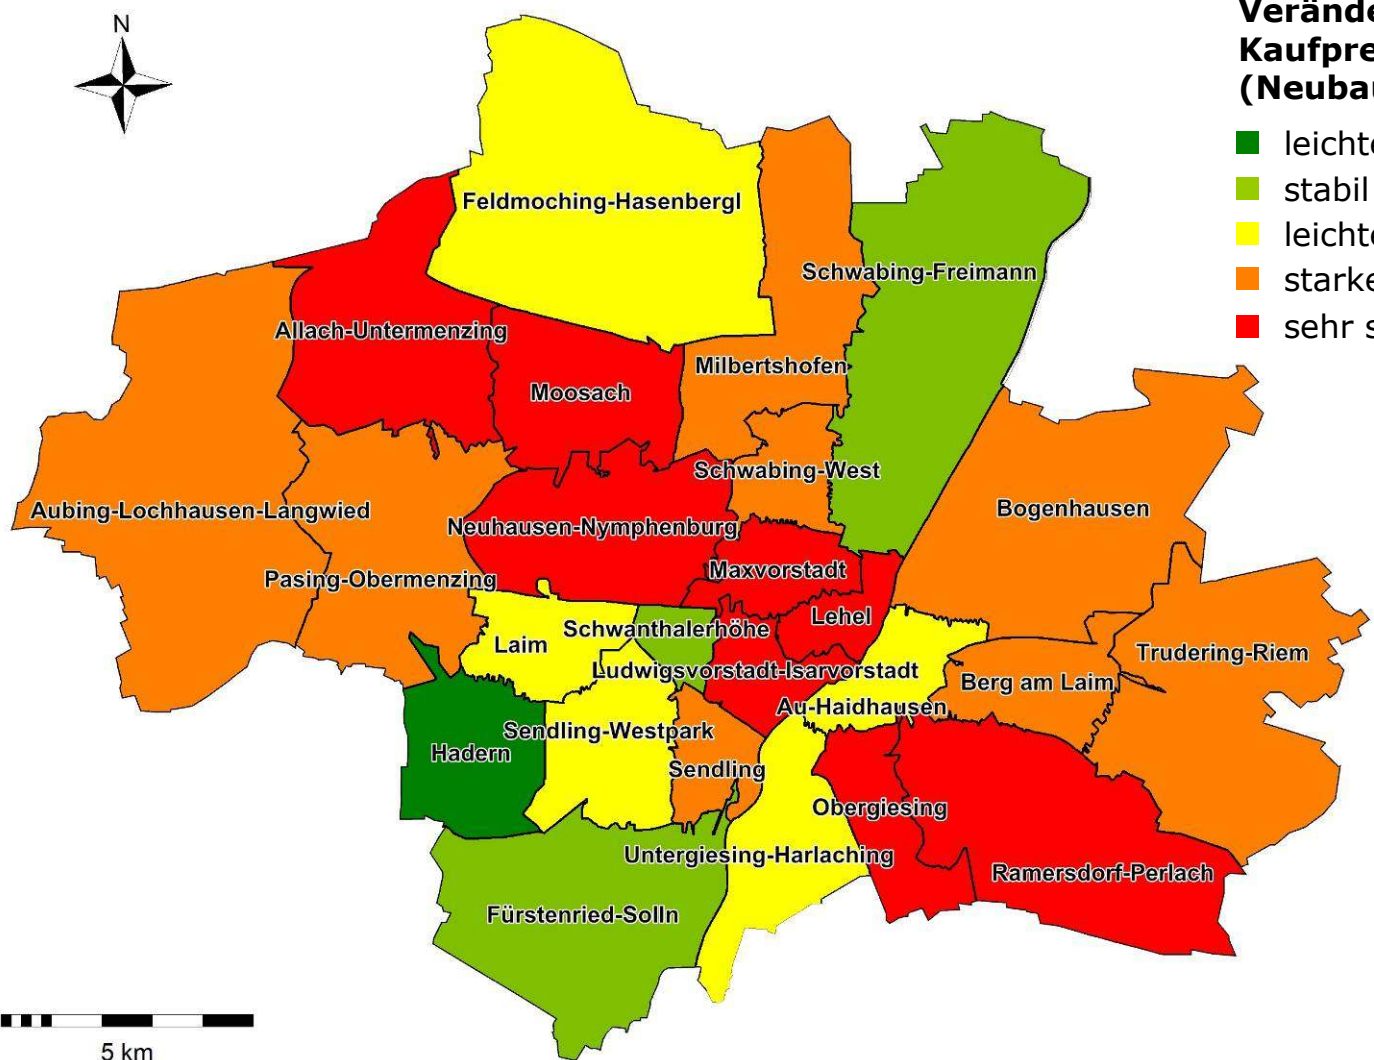 N
Verände
Kaufpre
(Neubau
leichte
stabil
leichte
starke
sehr s
Feldmoching-Hasenbergl
Schwabing-Freimann
Allach-Untermenzing
Milbertshofen
Moosach
Schwabing-West
Bogenhausen
Aubing-Lochhausen-Langwied
Neuhausen-Nymphenburg
Maxvorstadt
Pasing-Obermenzing
Lehel
Schwanthalerhöhe
Laim
Trudering-Riem
Ludwigsvorstadt-Isarvorstadt
Berg am Laim
Au-Haidhausen
Sendling-Westpark
Hadern
Sendling
Obergiesing
Untergiesing-Harlaching
Ramersdorf-Perlach
Fürstenried-Solln
5 km